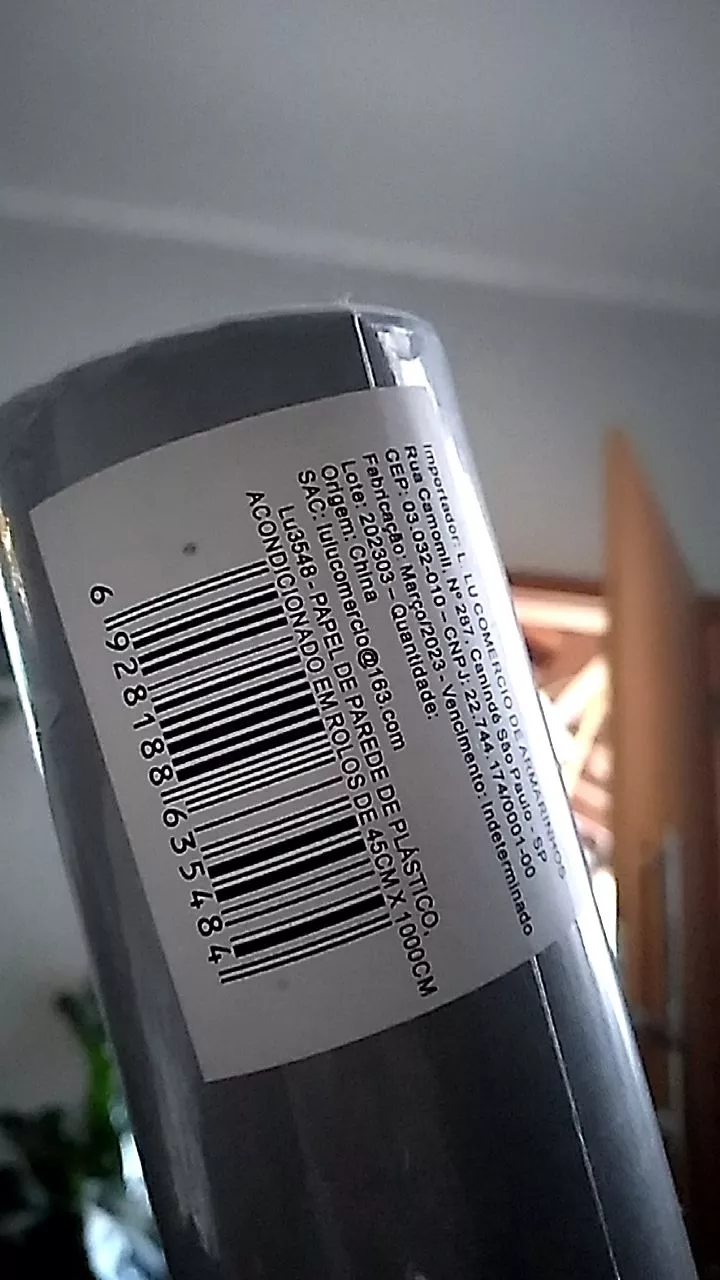 Importador: L. LU COMERCIO DE ARMARINHOS
Rua Camomil, Nº 287, Canindé São Paulo - SP
CEP: 03.032-010 – CNPJ: 22.744.174/0001-00
Fabricação: Março/2023 - Vencimento: Indeterminado
Lote: 202303 – Quantidade:
Origem: China
SAC: lulucomercio@163.com
Lu3548 - PAPEL DE PAREDE DE PLÁSTICO,
ACONDICIONADO EM ROLOS DE 45CM X 1000CM
6 928188 635484